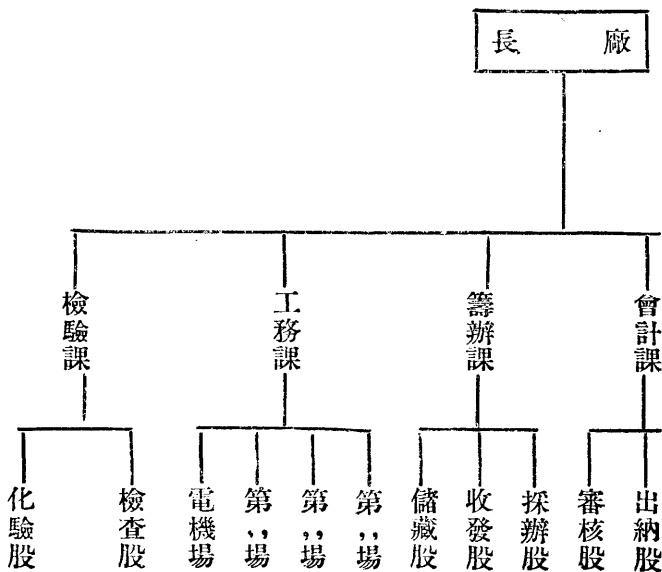 廠長
會計課
籌辦課
工務課
檢驗課
出納股
審核股
採辦股
收發股
儲藏股
第,,場
第,,場
第,,場
電機場
檢查股
化驗股